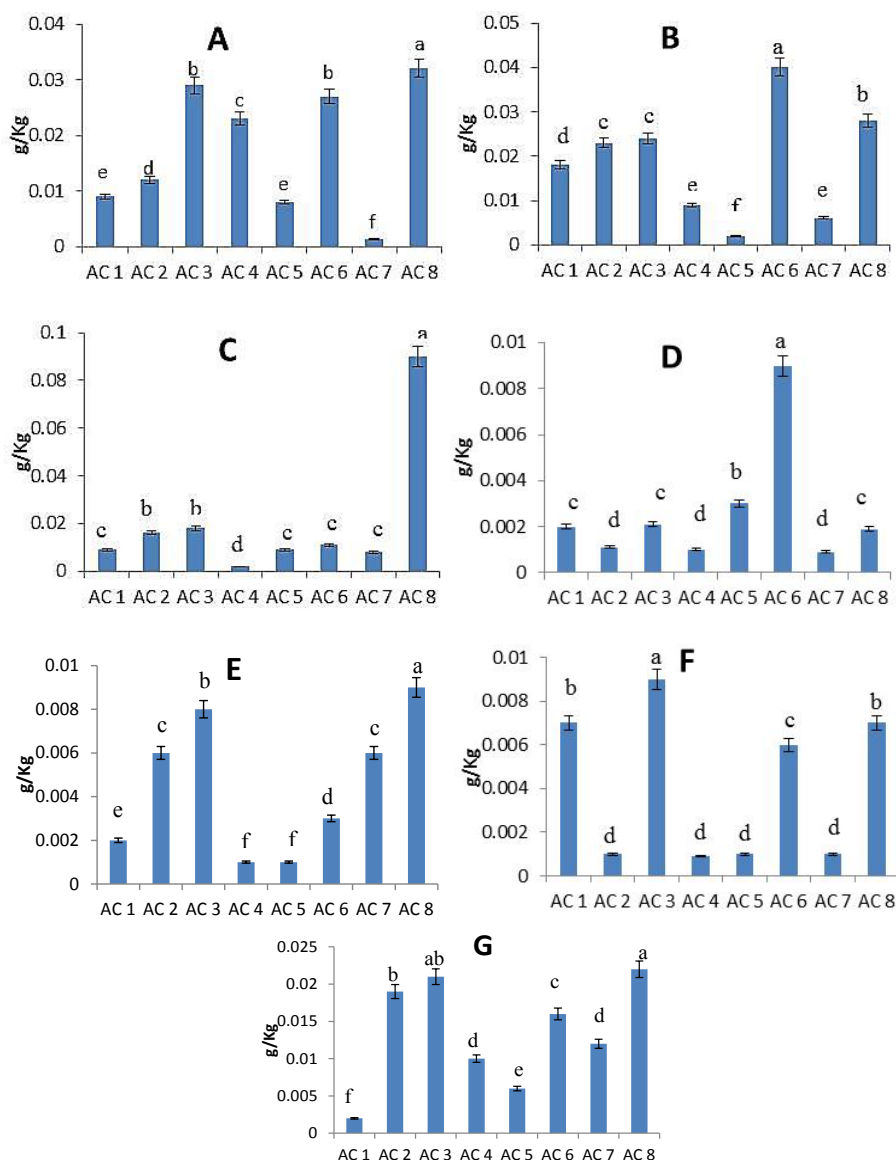 A
g/Kg
0.04
0.03
0.02
0.01
0
e d b c e b f a
AC 1 AC 2 AC 3 AC 4 AC 5 AC 6 AC 7 AC 8
B
g/Kg
0.05
0.04
0.03
0.02
0.01
0
d c c e f a e b
AC 1 AC 2 AC 3 AC 4 AC 5 AC 6 AC 7 AC 8
C
g/Kg
0.1
0.08
0.06
0.04
0.02
0
c b b d c c c a
AC 1 AC 2 AC 3 AC 4 AC 5 AC 6 AC 7 AC 8
D
g/Kg
0.01
0.008
0.006
0.004
0.002
0
c d c d b a d c
AC 1 AC 2 AC 3 AC 4 AC 5 AC 6 AC 7 AC 8
E
g/Kg
0.01
0.008
0.006
0.004
0.002
0
e c b f f d c a
AC 1 AC 2 AC 3 AC 4 AC 5 AC 6 AC 7 AC 8
F
g/Kg
0.01
0.008
0.006
0.004
0.002
0
b d a d d c d b
AC 1 AC 2 AC 3 AC 4 AC 5 AC 6 AC 7 AC 8
G
g/Kg
0.025
0.02
0.015
0.01
0.005
0
f b ab d e c d a
AC 1 AC 2 AC 3 AC 4 AC 5 AC 6 AC 7 AC 8